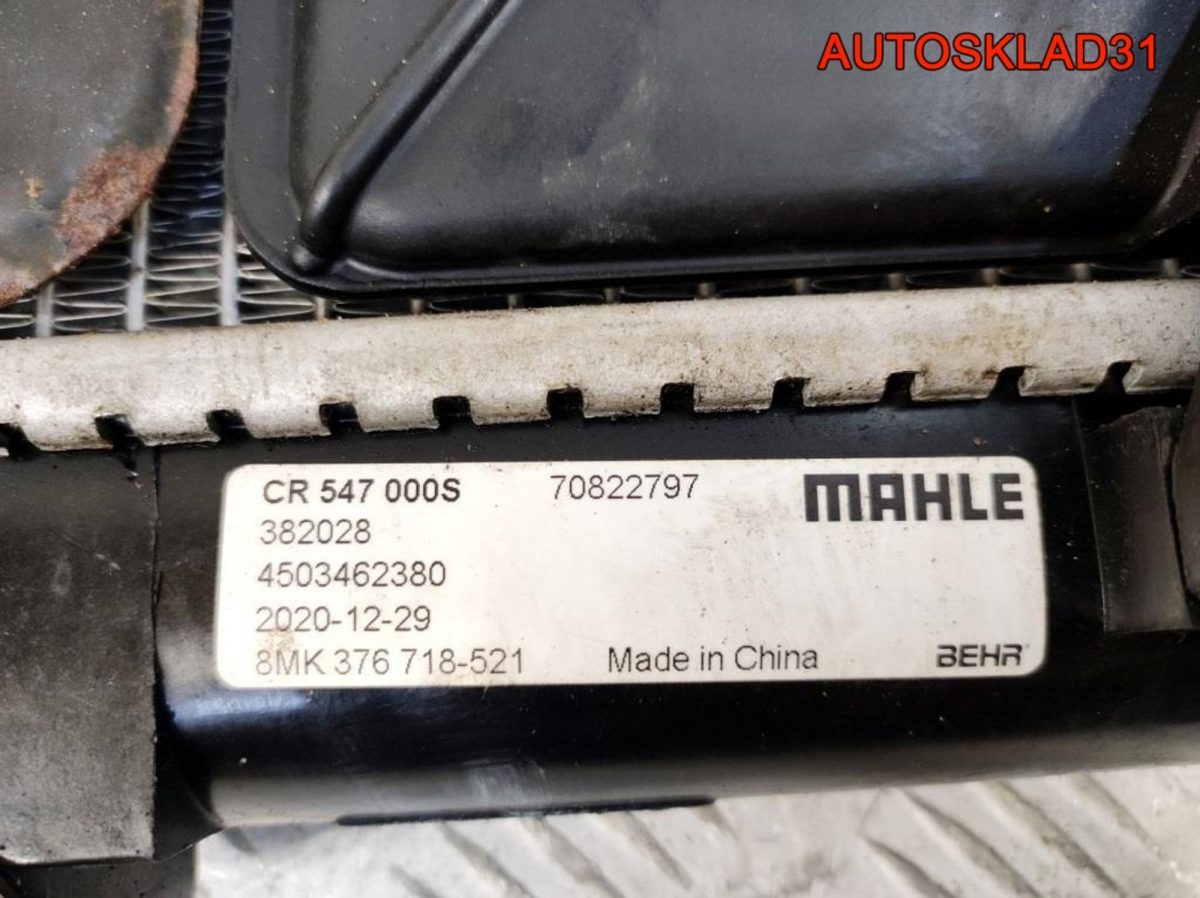 AUTOSKLAD31
CR 547 000S 70822797 MAHLE
382028
4503462380
2020-12-29
8MK 376 718-521 Made in China BEHR